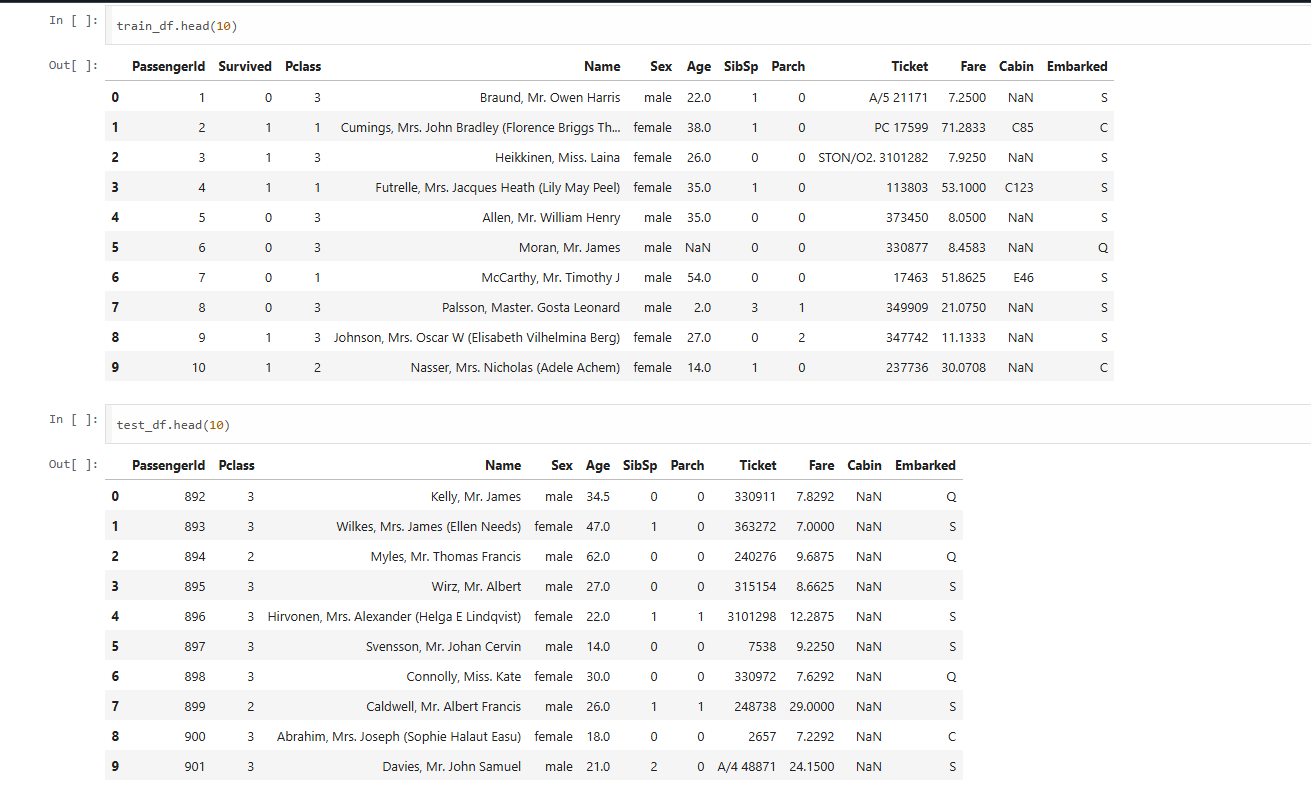 In [ ]: train_df.head(10)
Out[ ]: PassengerId Survived Pclass Name Sex Age SibSp Parch Ticket Fare Cabin Embarked
0 1 0 3 Braund, Mr. Owen Harris male 22.0 1 0 A/5 21171 7.2500 NaN S
1 2 1 1 Cumings, Mrs. John Bradley (Florence Briggs Th... female 38.0 1 0 PC 17599 71.2833 C85 C
2 3 1 3 Heikkinen, Miss. Laina female 26.0 0 0 STON/O2. 3101282 7.9250 NaN S
3 4 1 1 Futrelle, Mrs. Jacques Heath (Lily May Peel) female 35.0 1 0 113803 53.1000 C123 S
4 5 0 3 Allen, Mr. William Henry male 35.0 0 0 373450 8.0500 NaN S
5 6 0 3 Moran, Mr. James male NaN 0 0 330877 8.4583 NaN Q
6 7 0 1 McCarthy, Mr. Timothy J male 54.0 0 0 17463 51.8625 E46 S
7 8 0 3 Palsson, Master. Gosta Leonard male 2.0 3 1 349909 21.0750 NaN S
8 9 1 3 Johnson, Mrs. Oscar W (Elisabeth Vilhelmina Berg) female 27.0 0 2 347742 11.1333 NaN S
9 10 1 2 Nasser, Mrs. Nicholas (Adele Achem) female 14.0 1 0 237736 30.0708 NaN C
In [ ]: test_df.head(10)
Out[ ]: PassengerId Pclass Name Sex Age SibSp Parch Ticket Fare Cabin Embarked
0 892 3 Kelly, Mr. James male 34.5 0 0 330911 7.8292 NaN Q
1 893 3 Wilkes, Mrs. James (Ellen Needs) female 47.0 1 0 363272 7.0000 NaN S
2 894 2 Myles, Mr. Thomas Francis male 62.0 0 0 240276 9.6875 NaN Q
3 895 3 Wirz, Mr. Albert male 27.0 0 0 315154 8.6625 NaN S
4 896 3 Hirvonen, Mrs. Alexander (Helga E Lindqvist) female 22.0 1 1 3101298 12.2875 NaN S
5 897 3 Svensson, Mr. Johan Cervin male 14.0 0 0 7538 9.2250 NaN S
6 898 3 Connolly, Miss. Kate female 30.0 0 0 330972 7.6292 NaN Q
7 899 2 Caldwell, Mr. Albert Francis male 26.0 1 1 248738 29.0000 NaN S
8 900 3 Abrahim, Mrs. Joseph (Sophie Halaut Easu) female 18.0 0 0 2657 7.2292 NaN C
9 901 3 Davies, Mr. John Samuel male 21.0 2 0 A/4 48871 24.1500 NaN S